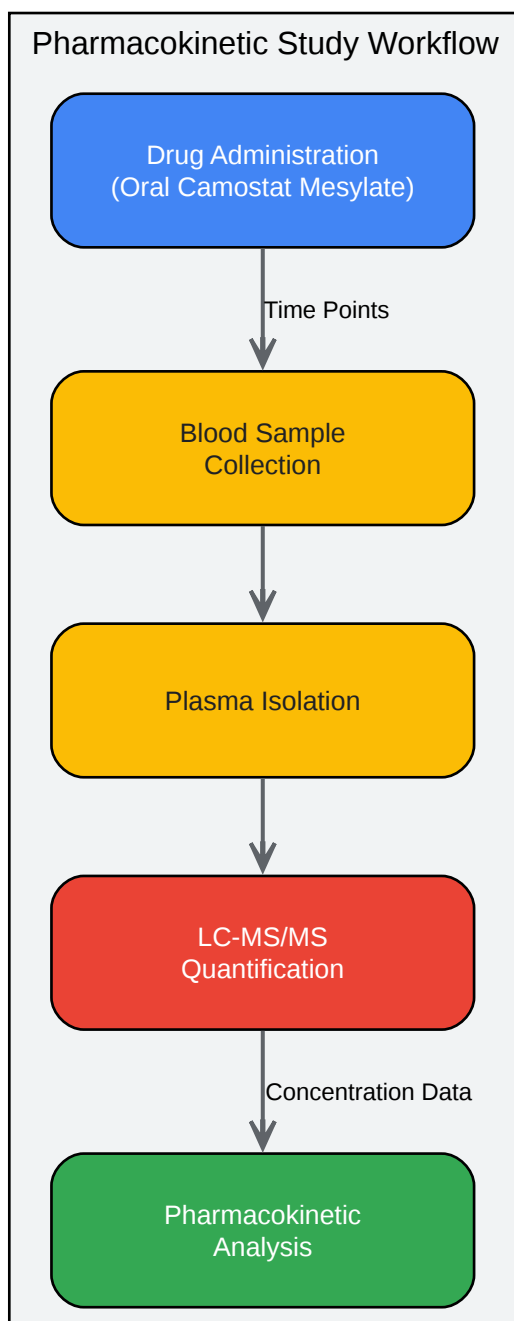 Pharmacokinetic Study Workflow
Drug Administration
(Oral Camostat Mesylate)
Time Points
Blood Sample
Collection
Plasma Isolation
LC-MS/MS
Quantification
Concentration Data
Pharmacokinetic
Analysis